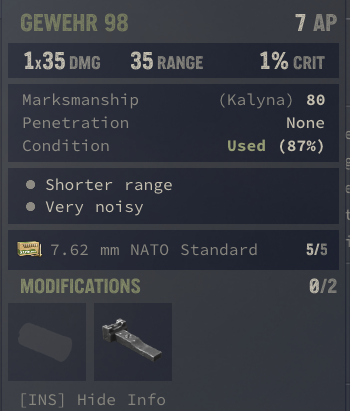 GEWEHR 98 7 AP
1x35 DMG 35 RANGE 1% CRIT
Marksmanship (Kalyna) 80
Penetration None
Condition Used (87%)
Shorter range
Very noisy
7.62 mm NATO Standard 5/5
MODIFICATIONS 0/2
[INS] Hide Info